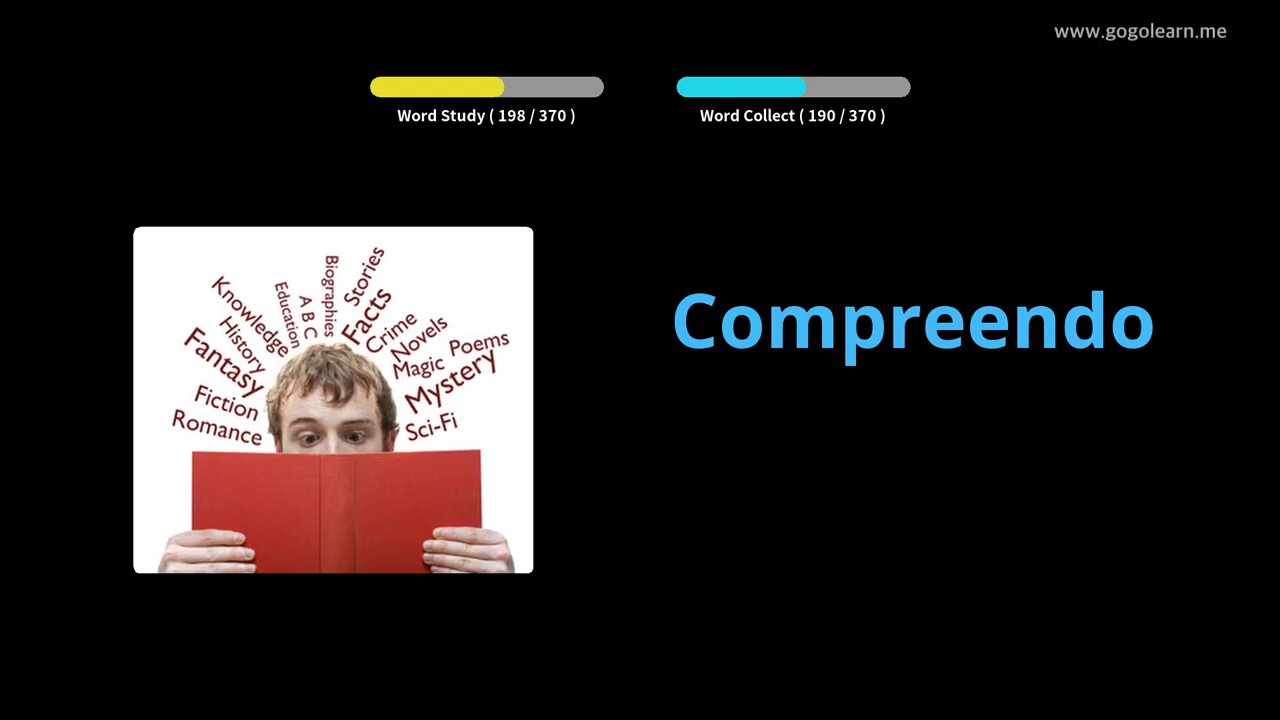 www.gogolearn.me
Word Study ( 198 / 370 )
Word Collect ( 190 / 370 )
Compreendo
Knowledge
Education
A B C
Biographies
Stories
Facts
Crime
Novels
Poems
Magic
Mystery
Sci-Fi
History
Fantasy
Fiction
Romance